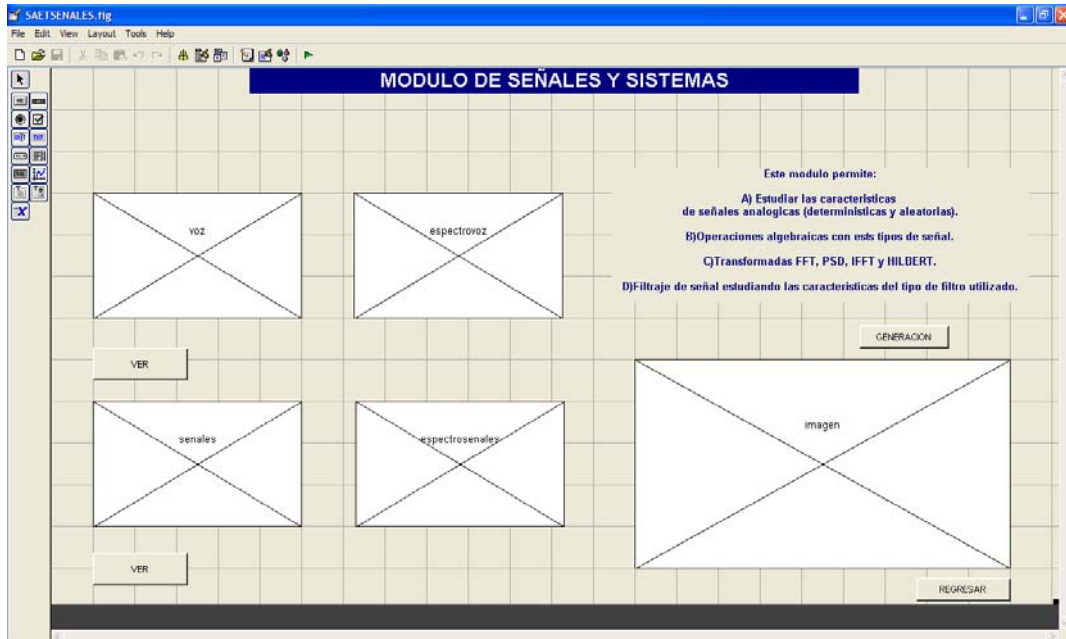 SAETSENALES.fig
File Edit View Layout Tools Help
MODULO DE SEÑALES Y SISTEMAS
Este modulo permite:
A) Estudiar las caracteristicas
de señales analogicas (deterministicas y aleatorias).
B)Operaciones algebraicas con ests tipos de señal.
C)Transformadas FFT, PSD, IFFT y HILBERT.
D)Filtraje de señal estudiando las caracteristicas del tipo de filtro utilizado.
voz
espectrovoz
GENERACION
VER
senales
espectrosenales
imagen
VER
REGRESAR